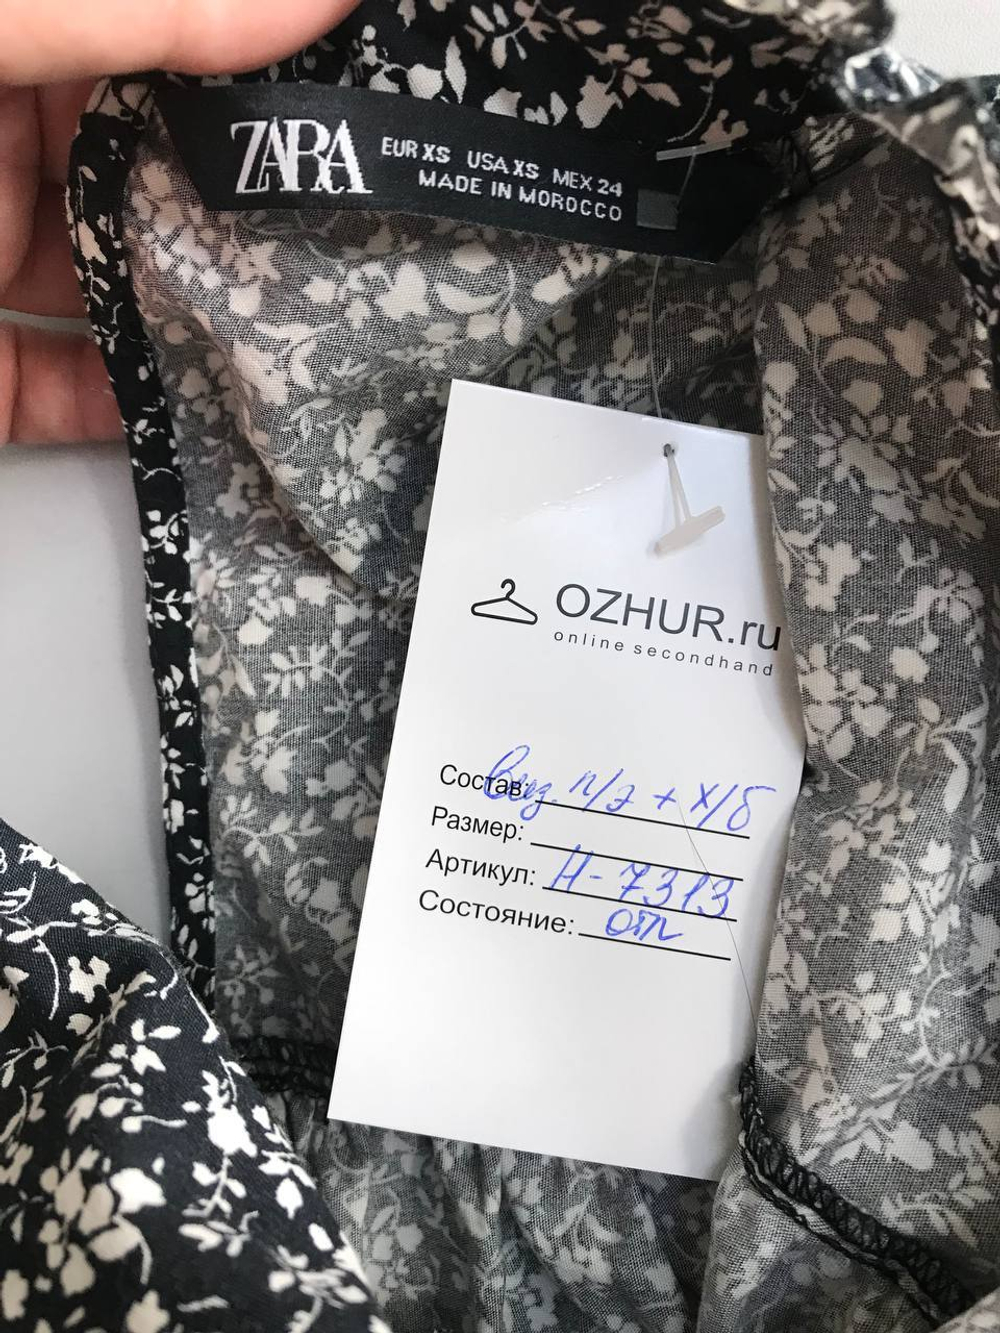 ZARA EUR XS USA XS MEX 24
MADE IN MOROCCO
OZHUR.ru
online secondhand
Состав: Виз. п/э + х/б
Размер:
Артикул: Н-7313
Состояние: отл